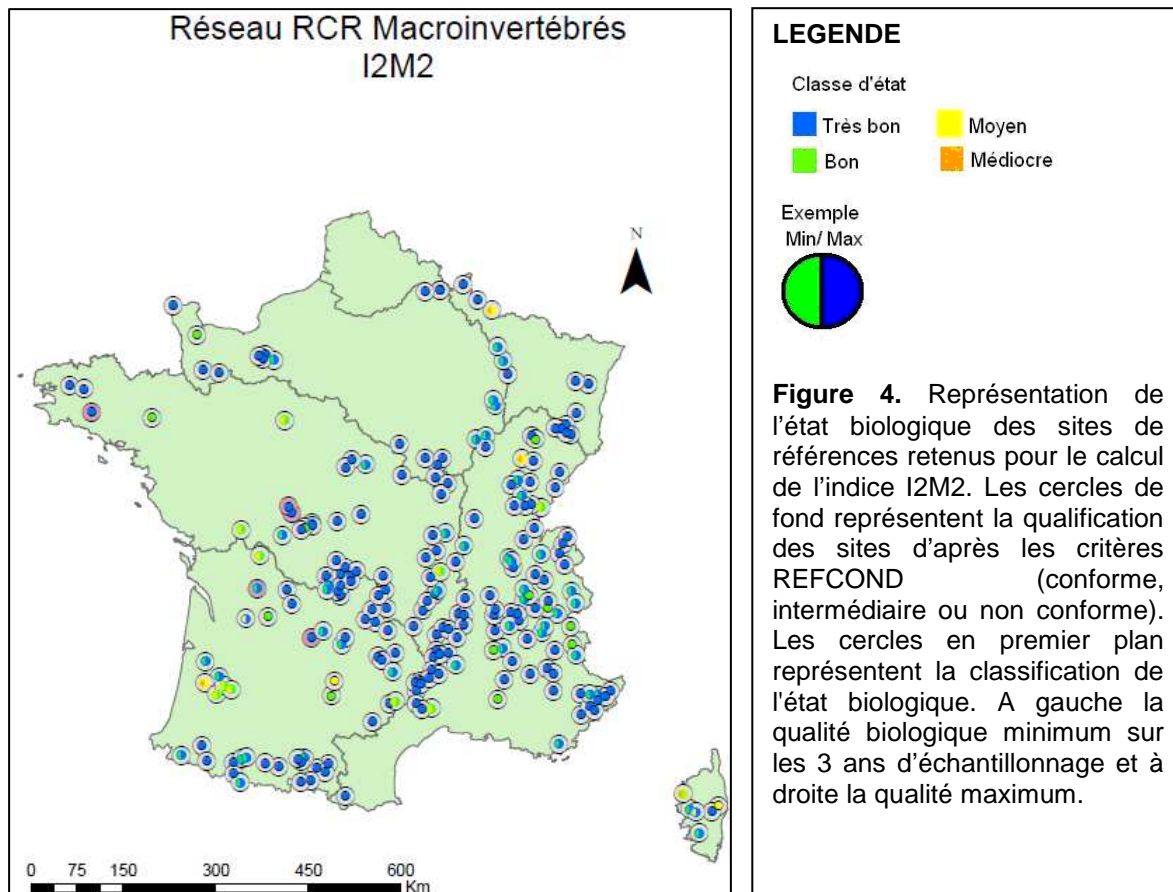 Réseau RCR Macroinvertébrés
I2M2
N
0 75 150 300 450 600
Km
LEGENDE
Classe d'état
Très bon
Moyen
Bon
Médiocre
Exemple
Min/ Max
Figure 4. Représentation de
l'état biologique des sites de
références retenus pour le calcul
de l'indice I2M2. Les cercles de
fond représentent la qualification
des sites d'après les critères
REFCOND (conforme,
intermédiaire ou non conforme).
Les cercles en premier plan
représentent la classification de
l'état biologique. A gauche la
qualité biologique minimum sur
les 3 ans d'échantillonnage et à
droite la qualité maximum.